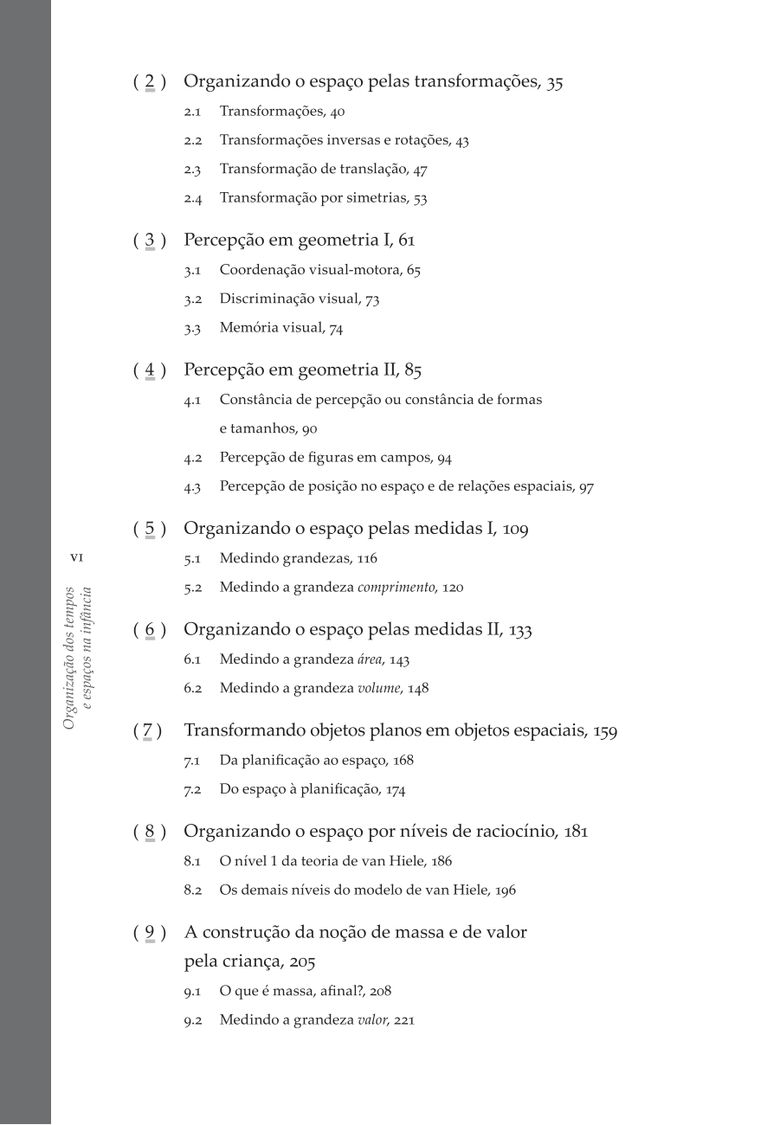 ( 2 ) Organizando o espaço pelas transformações, 35
2.1 Transformações, 40
2.2 Transformações inversas e rotações, 43
2.3 Transformação de translação, 47
2.4 Transformação por simetrias, 53
( 3 ) Percepção em geometria I, 61
3.1 Coordenação visual-motora, 65
3.2 Discriminação visual, 73
3.3 Memória visual, 74
( 4 ) Percepção em geometria II, 85
4.1 Constância de percepção ou constância de formas
e tamanhos, 90
4.2 Percepção de figuras em campos, 94
4.3 Percepção de posição no espaço e de relações espaciais, 97
( 5 ) Organizando o espaço pelas medidas I, 109
5.1 Medindo grandezas, 116
5.2 Medindo a grandeza comprimento, 120
( 6 ) Organizando o espaço pelas medidas II, 133
6.1 Medindo a grandeza área, 143
6.2 Medindo a grandeza volume, 148
( 7 ) Transformando objetos planos em objetos espaciais, 159
7.1 Da planificação ao espaço, 168
7.2 Do espaço à planificação, 174
( 8 ) Organizando o espaço por níveis de raciocínio, 181
8.1 O nível 1 da teoria de van Hiele, 186
8.2 Os demais níveis do modelo de van Hiele, 196
( 9 ) A construção da noção de massa e de valor
pela criança, 205
9.1 O que é massa, afinal?, 208
9.2 Medindo a grandeza valor, 221
VI
Organização dos tempos
e espaços na infância